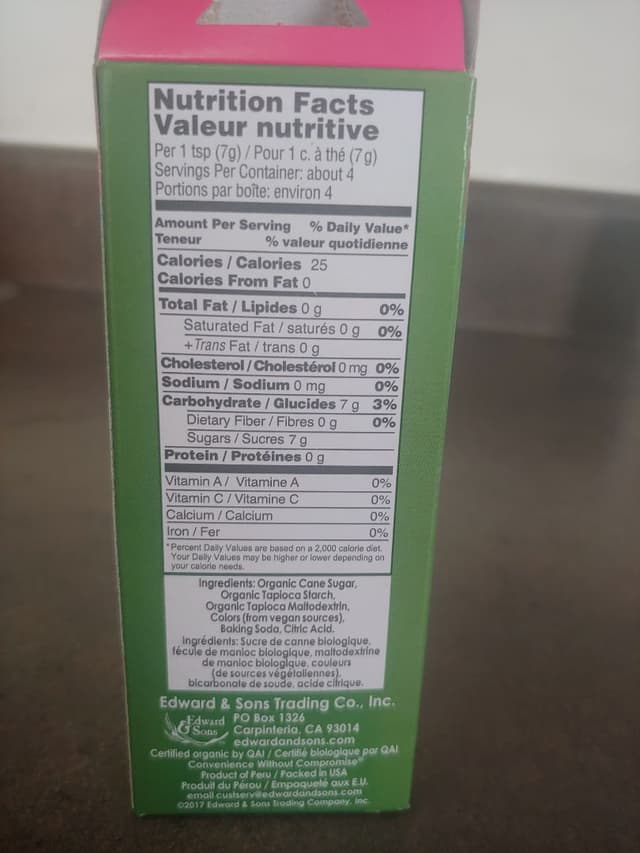 Nutrition Facts
Valeur nutritive
Per 1 tsp (7g) / Pour 1 c. à thé (7g)
Servings Per Container: about 4
Portions par boîte: environ 4
Amount Per Serving % Daily Value*
Teneur % valeur quotidienne
Calories / Calories 25
Calories From Fat 0
Total Fat / Lipides 0 g 0%
Saturated Fat / saturés 0 g 0%
+ Trans Fat / trans 0 g
Cholesterol / Cholestérol 0 mg 0%
Sodium / Sodium 0 mg 0%
Carbohydrate / Glucides 7 g 3%
Dietary Fiber / Fibres 0 g 0%
Sugars / Sucres 7 g
Protein / Protéines 0 g
Vitamin A / Vitamine A 0%
Vitamin C / Vitamine C 0%
Calcium / Calcium 0%
Iron / Fer 0%
*Percent Daily Values are based on a 2,000 calorie diet.
Your Daily Values may be higher or lower depending on
your calorie needs.
Ingredients: Organic Cane Sugar,
Organic Tapioca Starch,
Organic Tapioca Maltodextrin,
Colors (from vegan sources),
Baking Soda, Citric Acid.
Ingrédients: Sucre de canne biologique,
fécule de manioc biologique, maltodextrine
de manioc biologique, couleurs
(de sources végétaliennes),
bicarbonate de soude, acide citrique.
Edward & Sons Trading Co., Inc.
Edward & Sons
PO Box 1326
Carpinteria, CA 93014
edwardandsons.com
Certified organic by QAI / Certifié biologique par QAI
Convenience Without Compromise®
Product of Peru / Packed in USA
Produit du Pérou / Empaqueté aux E.U.
email custserv@edwardandsons.com
©2017 Edward & Sons Trading Company, Inc.